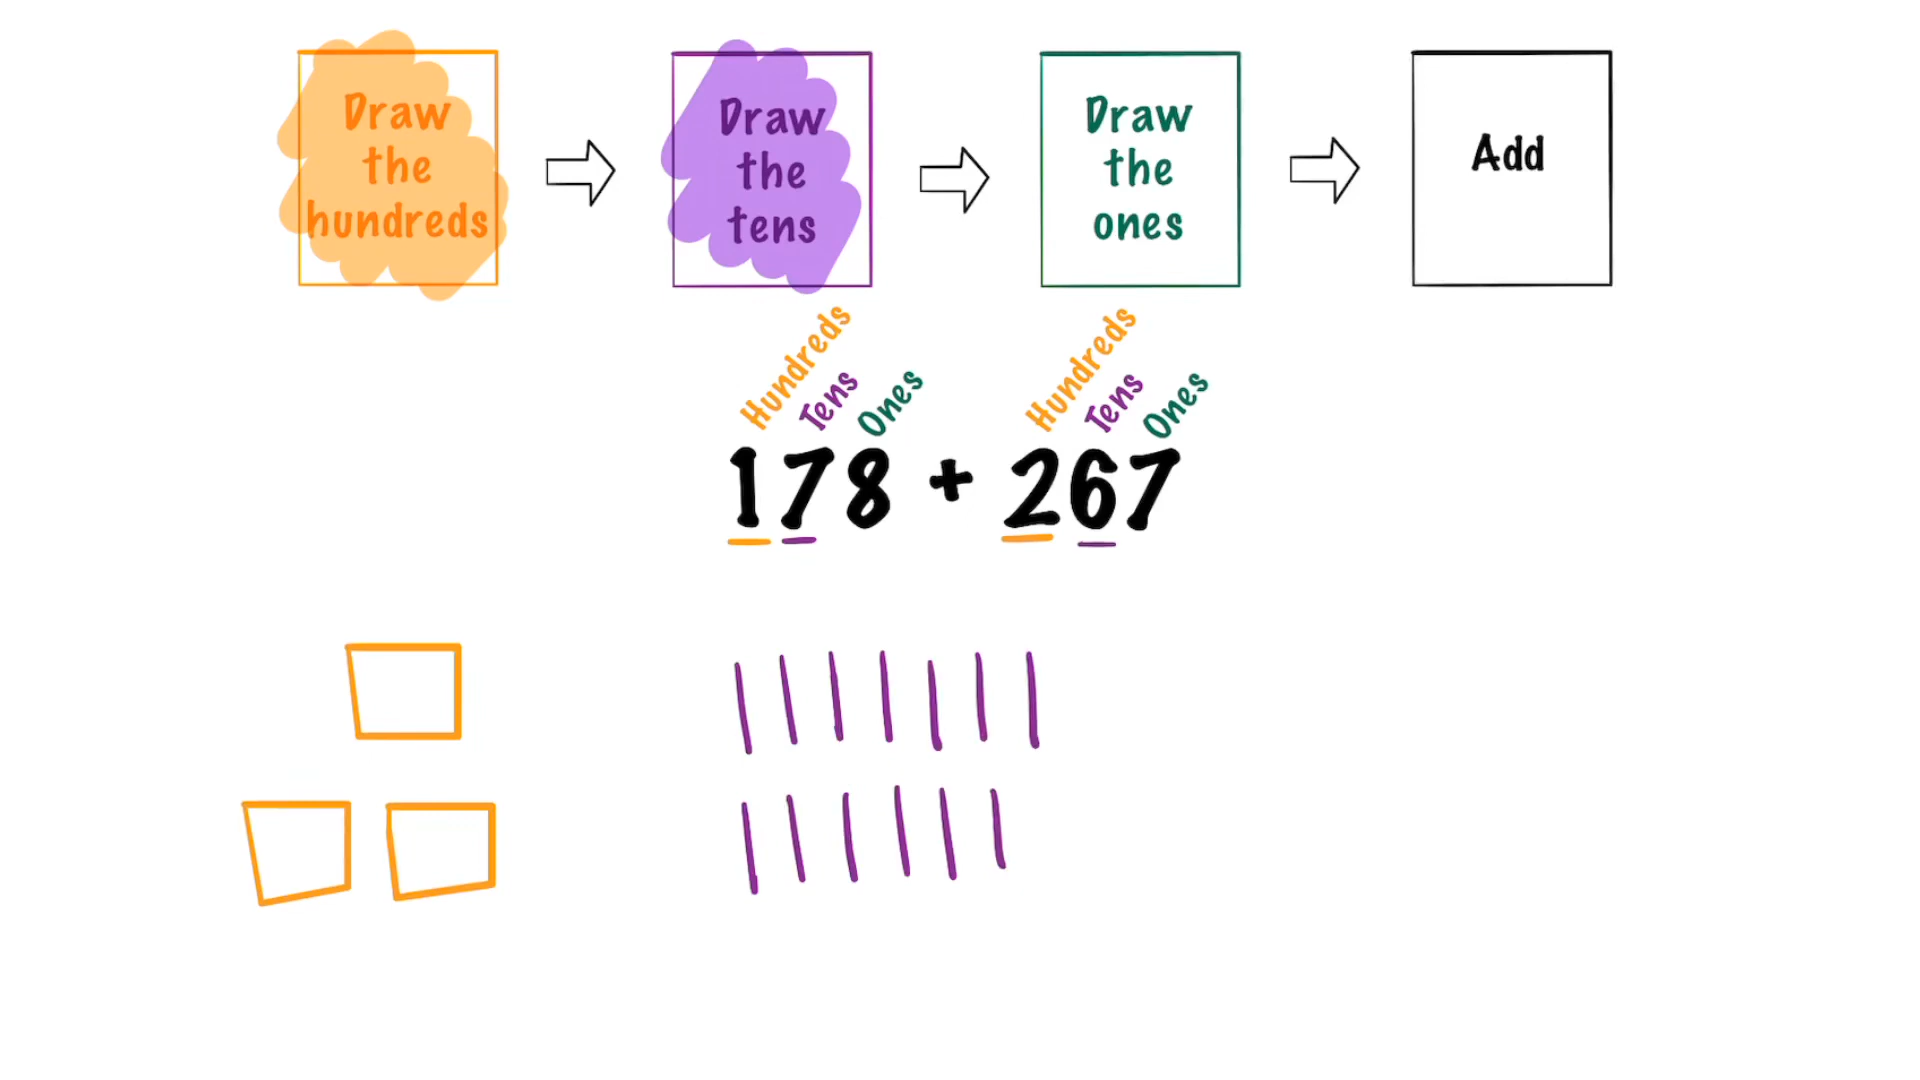 Draw
the
hundreds
Draw
the
tens
Draw
the
ones
Add
Hundreds
Tens
Ones
Hundreds
Tens
Ones
178 + 267